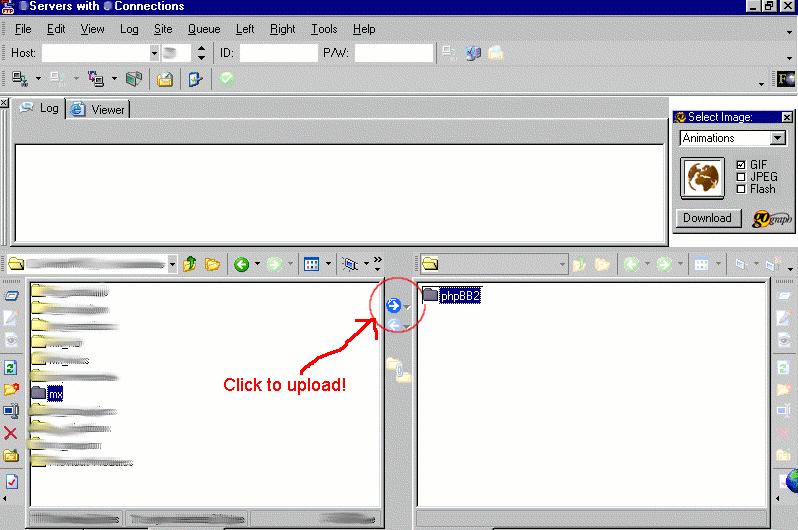 Servers with Connections
File Edit View Log Site Queue Left Right Tools Help
Host: ID: P/W:
Log Viewer
Select Image:
Animations
GIF
JPEG
Flash
Download
gograph
phpBB2
Click to upload!
mx